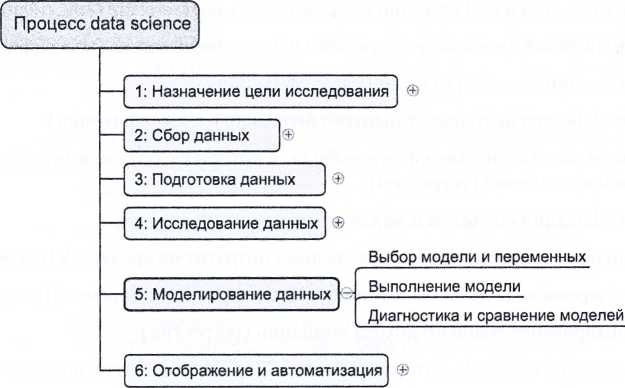 Процесс data science
1: Назначение цели исследования
2: Сбор данных
3: Подготовка данных
4: Исследование данных
5: Моделирование данных
Выбор модели и переменных
Выполнение модели
Диагностика и сравнение моделей
6: Отображение и автоматизация